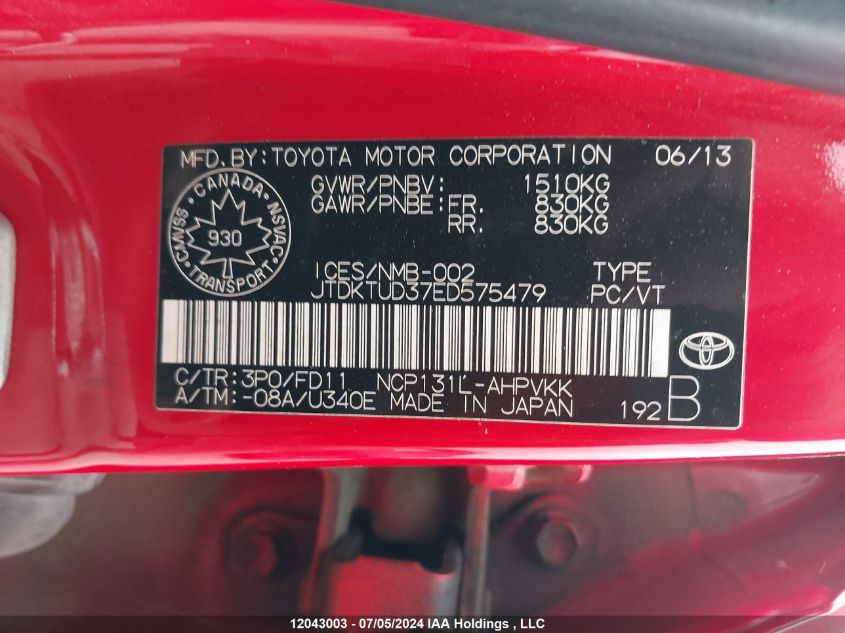 MFD.BY:TOYOTA MOTOR CORPORATION 06/13
GVWR/PNBV: 1510KG
GAWR/PNBE: FR. 830KG
RR. 830KG
CANADA
CMVSS NSVAC
930
TRANSPORT
ICES/NMB-002 TYPE
JTDKTUD37ED575479 PC/VT
C/TR:3P0/FD11 NCP131L-AHPVKK
A/TM:-08A/U340E MADE IN JAPAN 192 B
12043003 - 07/05/2024 IAA Holdings , LLC